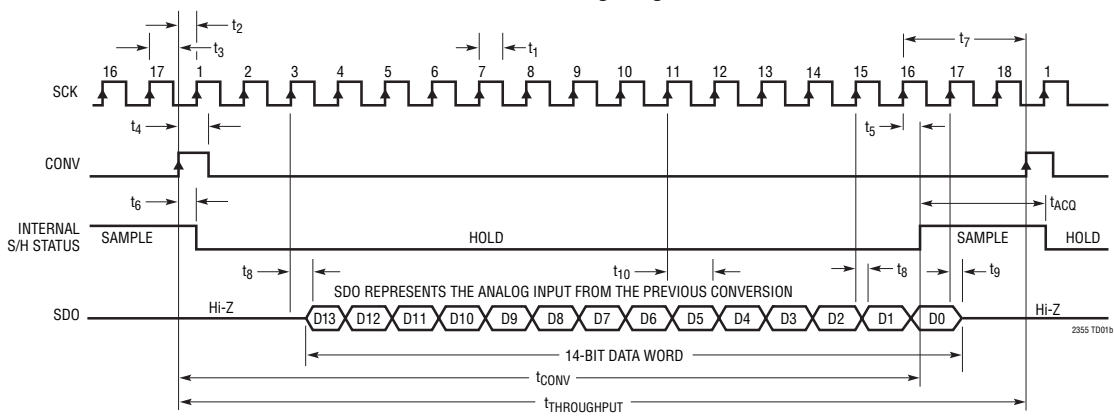 t2
t3
t1
t7
16 17 1 2 3 4 5 6 7 8 9 10 11 12 13 14 15 16 17 18 1
SCK
t4
t5
CONV
t6
tACQ
INTERNAL
S/H STATUS
SAMPLE
HOLD
SAMPLE
HOLD
t8
t10
t8
t9
SDO REPRESENTS THE ANALOG INPUT FROM THE PREVIOUS CONVERSION
SDO
Hi-Z
D13 D12 D11 D10 D9 D8 D7 D6 D5 D4 D3 D2 D1 D0
Hi-Z
2355 TD01b
14-BIT DATA WORD
tCONV
tTHROUGHPUT